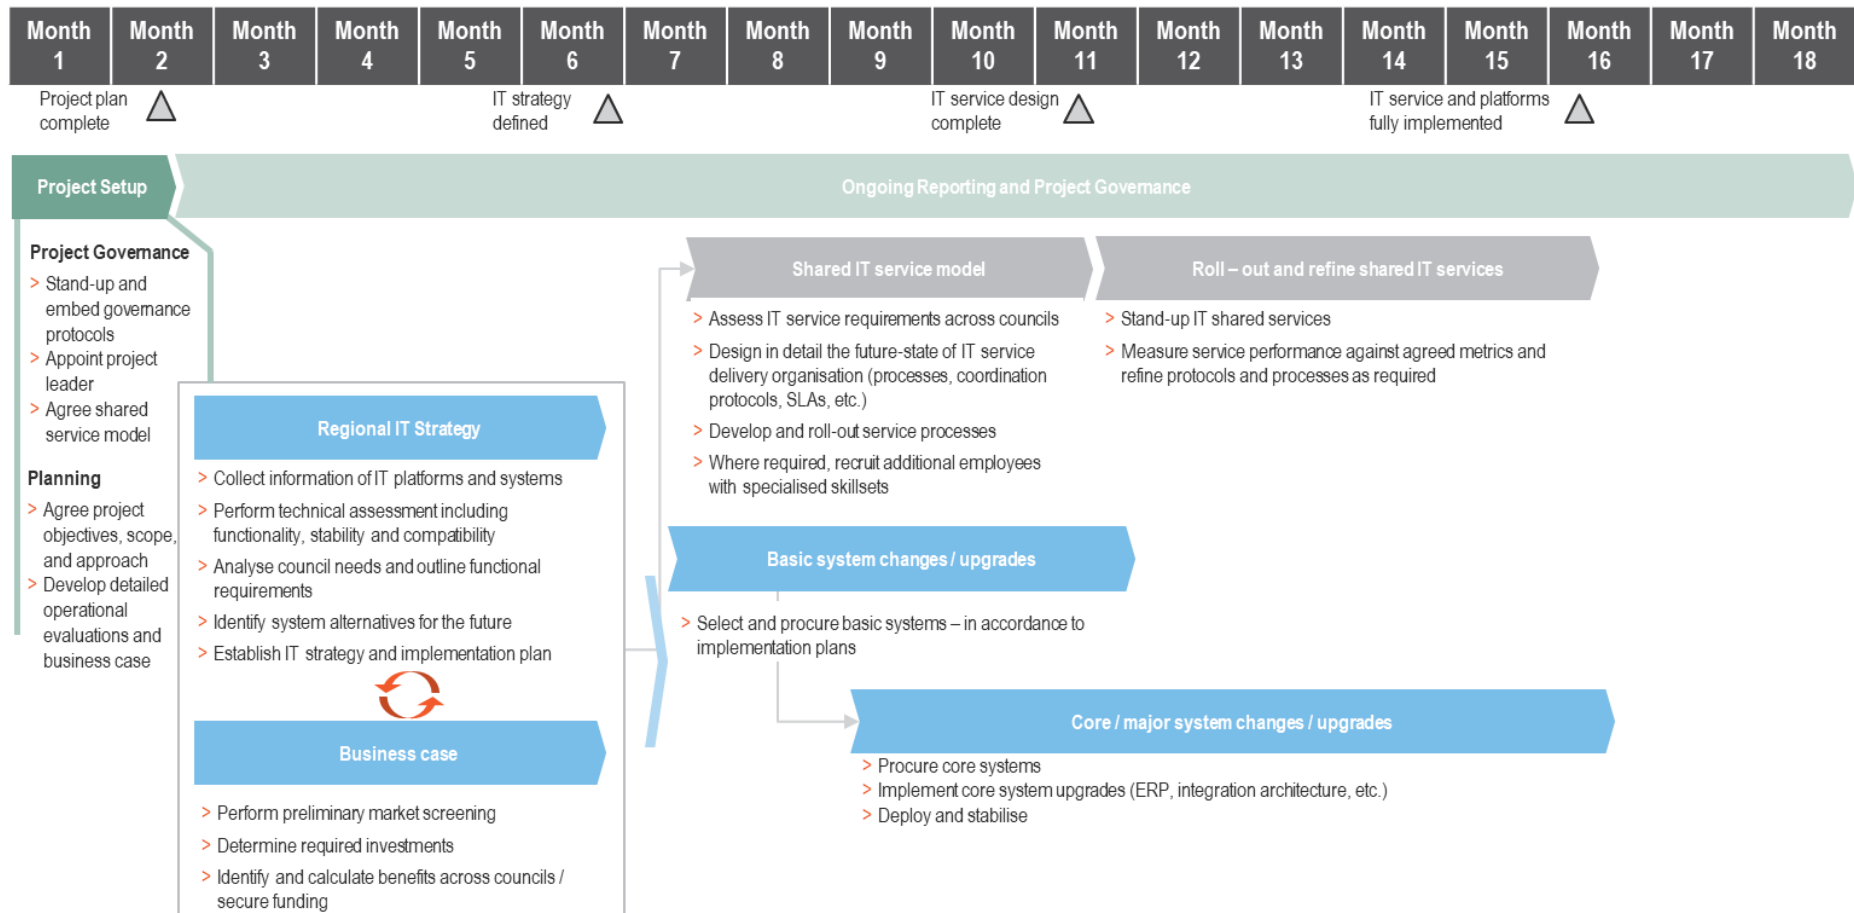 Month 1
Month 2
Month 3
Month 4
Month 5
Month 6
Month 7
Month 8
Month 9
Month 10
Month 11
Month 12
Month 13
Month 14
Month 15
Month 16
Month 17
Month 18
Project plan
complete
IT strategy
defined
IT service design
complete
IT service and platforms
fully implemented
Project Setup
Ongoing Reporting and Project Governance
Project Governance
> Stand-up and
embed governance
protocols
> Appoint project
leader
> Agree shared
service model
Planning
> Agree project
objectives, scope,
and approach
> Develop detailed
operational
evaluations and
business case
Regional IT Strategy
> Collect information of IT platforms and systems
> Perform technical assessment including
functionality, stability and compatibility
> Analyse council needs and outline functional
requirements
> Identify system alternatives for the future
> Establish IT strategy and implementation plan
Business case
> Perform preliminary market screening
> Determine required investments
> Identify and calculate benefits across councils /
secure funding
Shared IT service model
> Assess IT service requirements across councils
> Design in detail the future-state of IT service
delivery organisation (processes, coordination
protocols, SLAs, etc.)
> Develop and roll-out service processes
> Where required, recruit additional employees
with specialised skillsets
Roll – out and refine shared IT services
> Stand-up IT shared services
> Measure service performance against agreed metrics and
refine protocols and processes as required
Basic system changes / upgrades
> Select and procure basic systems – in accordance to
implementation plans
Core / major system changes / upgrades
> Procure core systems
> Implement core system upgrades (ERP, integration architecture, etc.)
> Deploy and stabilise